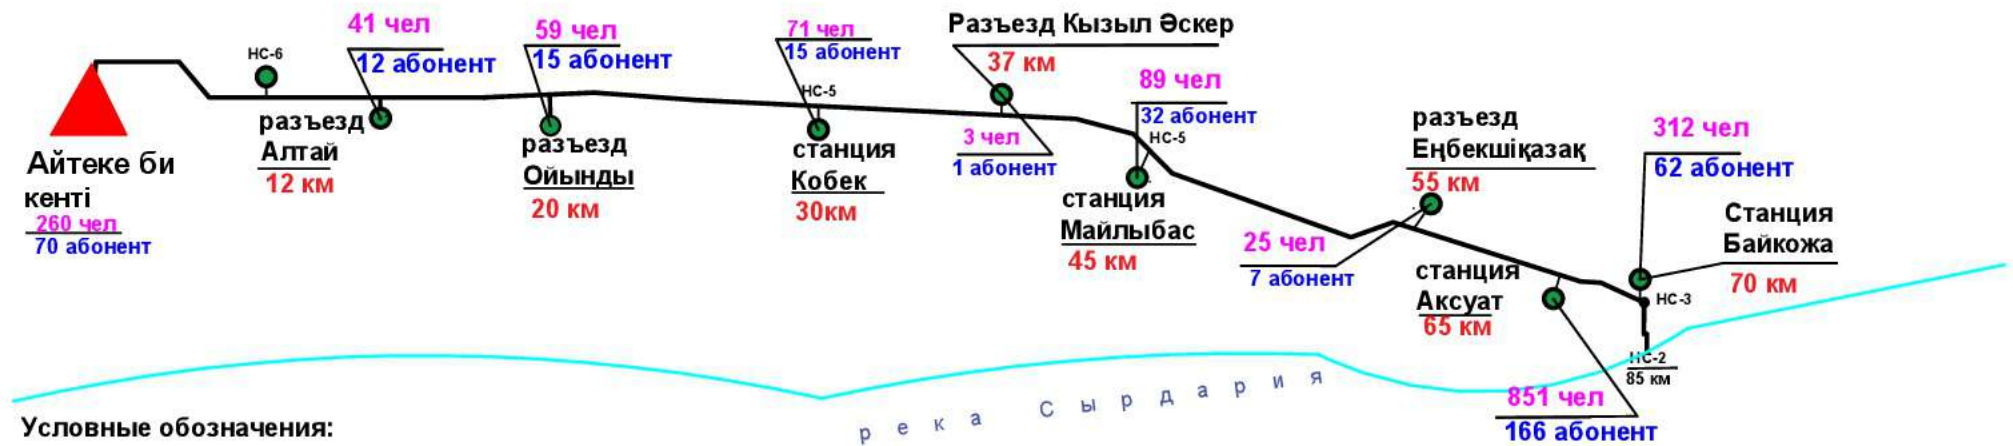 Айтеке би
кенті
260 чел
70 абонент
НС-6
41 чел
12 абонент
разъезд
Алтай
12 км
59 чел
15 абонент
разъезд
Ойынды
20 км
71 чел
15 абонент
НС-5
станция
Кобек
30км
Разъезд Кызыл Әскер
37 км
3 чел
1 абонент
89 чел
32 абонент
НС-5
станция
Майлыбас
45 км
разъезд
Еңбекшіқазақ
55 км
25 чел
7 абонент
станция
Аксуат
65 км
851 чел
166 абонент
312 чел
62 абонент
Станция
Байкожа
70 км
НС-3
НС-2
85 км
река Сырдария
Условные обозначения: